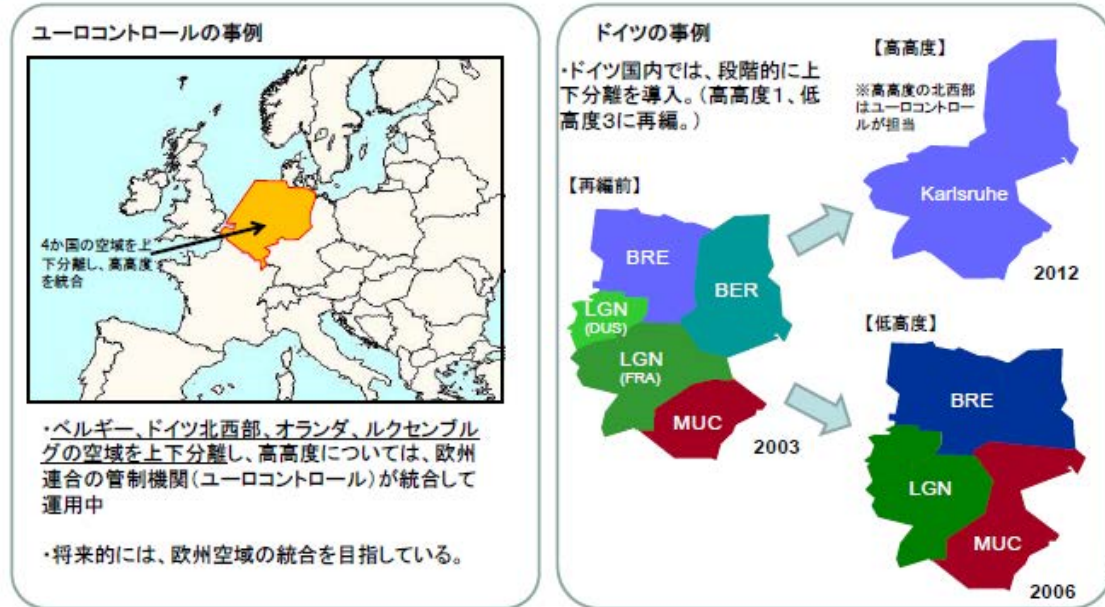 ユーロコントロールの事例
4か国の空域を上
下分離し、高高度
を統合
・ベルギー、ドイツ北西部、オランダ、ルクセンブル
グの空域を上下分離し、高高度については、欧州
連合の管制機関(ユーロコントロール)が統合して
運用中
・将来的には、欧州空域の統合を目指している。
ドイツの事例
・ドイツ国内では、段階的に上
下分離を導入。(高高度1、低
高度3に再編。)
【再編前】
BRE
BER
LGN
(DUS)
LGN
(FRA)
MUC
2003
【高高度】
※高高度の北西部
はユーロコントロー
ルが担当
Karlsruhe
2012
【低高度】
BRE
LGN
MUC
2006